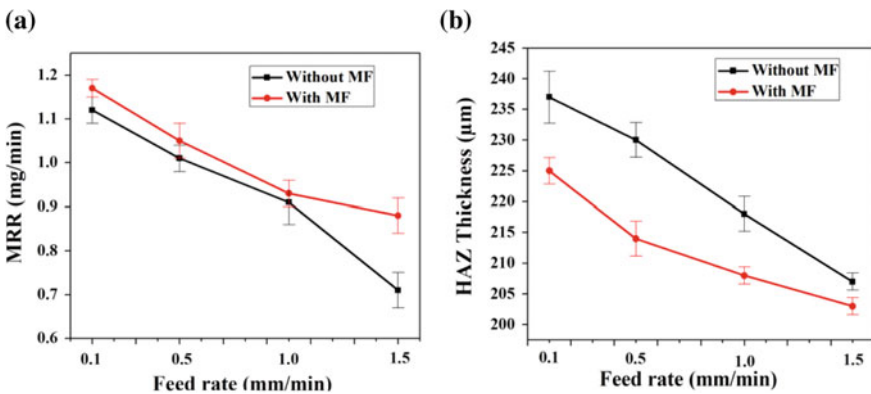 (a)
MRR (mg/min)
1.2
1.1
1.0
0.9
0.8
0.7
0.6
Without MF
With MF
0.1 0.5 1.0 1.5
Feed rate (mm/min)
(b)
HAZ Thickness (µm)
245
240
235
230
225
220
215
210
205
200
Without MF
With MF
0.1 0.5 1.0 1.5
Feed rate (mm/min)